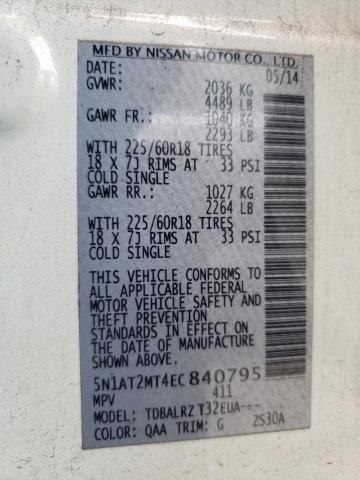 MFD BY NISSAN MOTOR CO., LTD.
DATE: 05/14
GVWR: 2036 KG
4489 LB
GAWR FR.: 1040 KG
2293 LB
WITH 225/60R18 TIRES
18 X 7J RIMS AT 33 PSI
COLD SINGLE
GAWR RR.: 1027 KG
2264 LB
WITH 225/60R18 TIRES
18 X 7J RIMS AT 33 PSI
COLD SINGLE
THIS VEHICLE CONFORMS TO
ALL APPLICABLE FEDERAL
MOTOR VEHICLE SAFETY AND
THEFT PREVENTION
STANDARDS IN EFFECT ON THE
DATE OF MANUFACTURE
SHOWN ABOVE.
5N1AT2MT4EC840795
MPV 411
MODEL: TDBALRZ T32EUA---
COLOR: QAA TRIM: G ZS30A